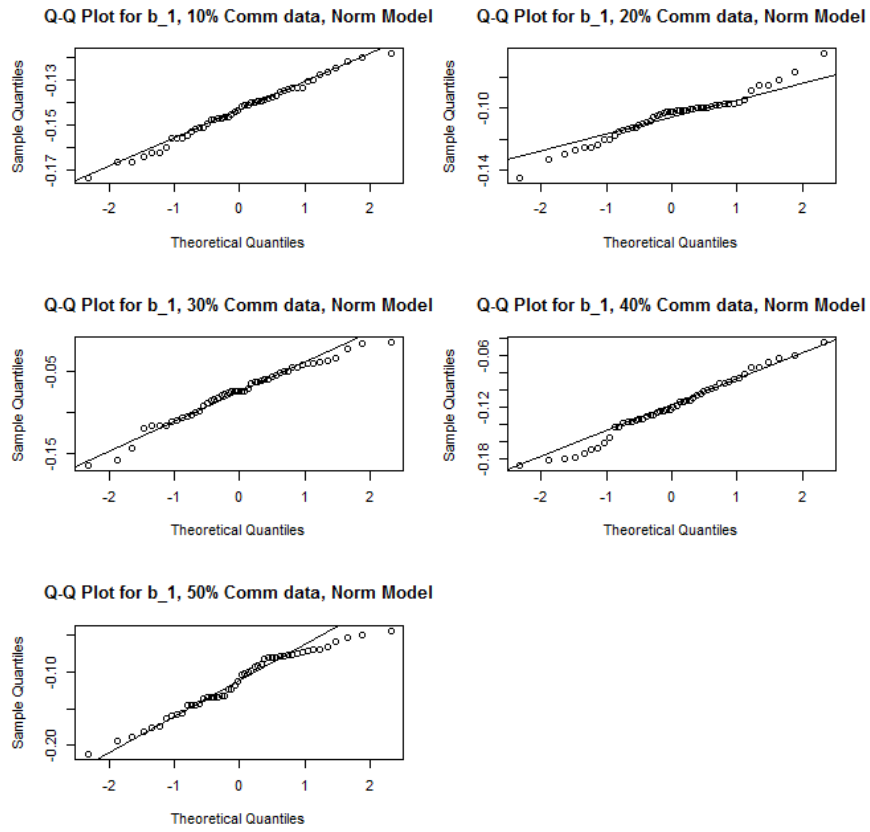 Q-Q Plot for b_1, 10% Comm data, Norm Model
Sample Quantiles
-0.13
-0.15
-0.17
-2 -1 0 1 2
Theoretical Quantiles
Q-Q Plot for b_1, 20% Comm data, Norm Model
Sample Quantiles
-0.10
-0.14
-2 -1 0 1 2
Theoretical Quantiles
Q-Q Plot for b_1, 30% Comm data, Norm Model
Sample Quantiles
-0.05
-0.15
-2 -1 0 1 2
Theoretical Quantiles
Q-Q Plot for b_1, 40% Comm data, Norm Model
Sample Quantiles
-0.06
-0.12
-0.18
-2 -1 0 1 2
Theoretical Quantiles
Q-Q Plot for b_1, 50% Comm data, Norm Model
Sample Quantiles
-0.10
-0.20
-2 -1 0 1 2
Theoretical Quantiles